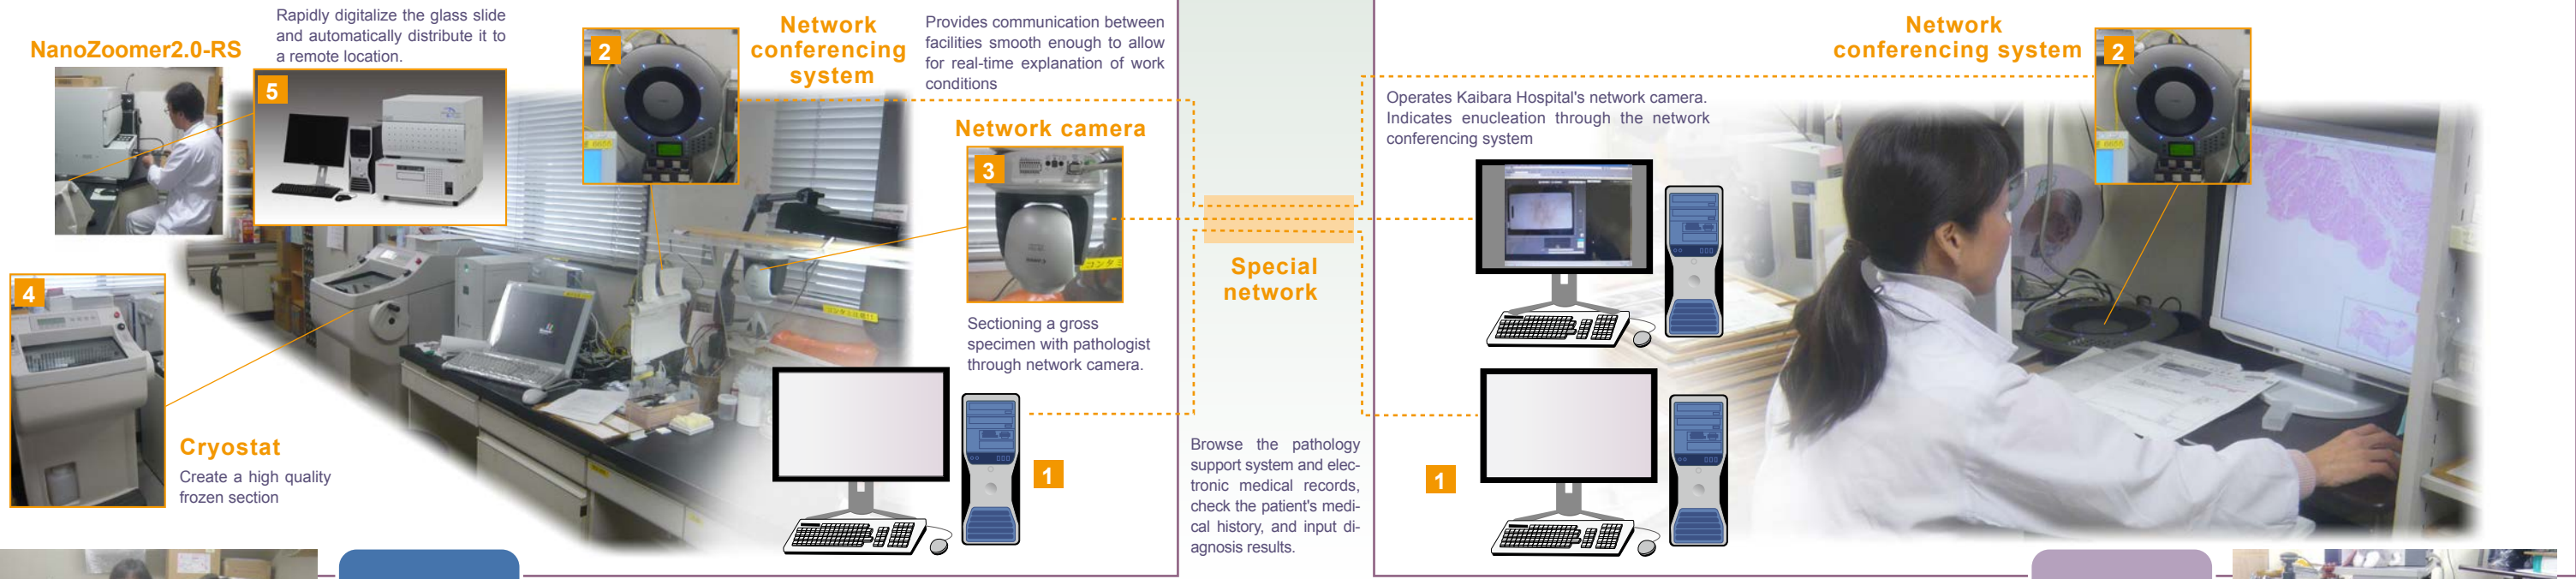 NanoZoomer2.0-RS
Rapidly digitalize the glass slide
and automatically distribute it to
a remote location.
5
2
Network
conferencing
system
Provides communication between
facilities smooth enough to allow
for real-time explanation of work
conditions
Network camera
3
Sectioning a gross
specimen with pathologist
through network camera.
4
Cryostat
Create a high quality
frozen section
1
Special
network
Browse the pathology
support system and elec-
tronic medical records,
check the patient's medi-
cal history, and input di-
agnosis results.
Network
conferencing system
2
Operates Kaibara Hospital's network camera.
Indicates enucleation through the network
conferencing system
1